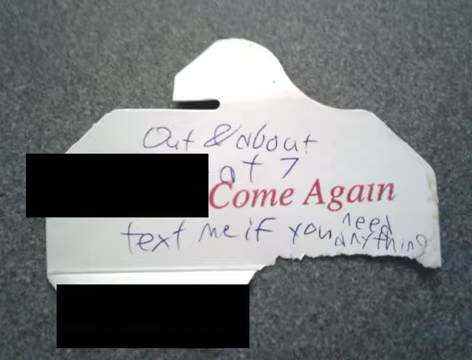 Out & about
at 7
Come Again
text me if you need
anything